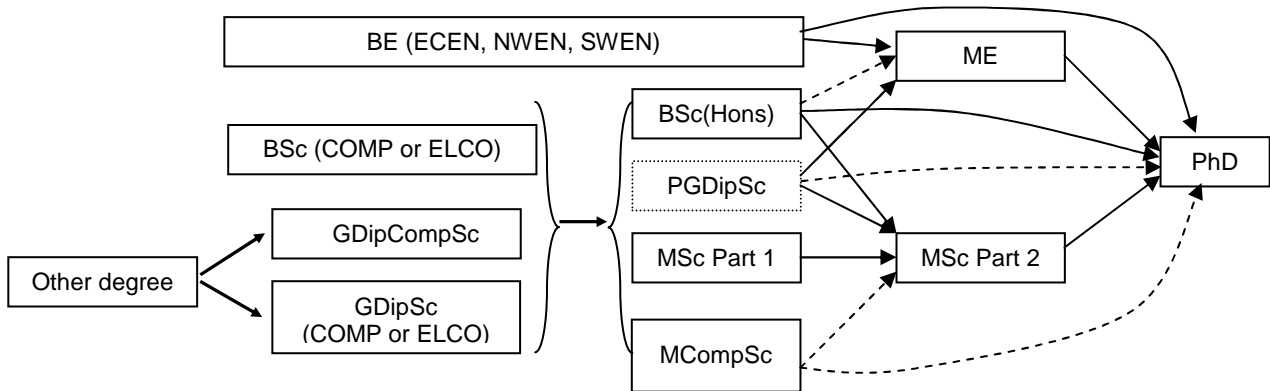 BE (ECEN, NWEN, SWEN)
ME
BSc(Hons)
BSc (COMP or ELCO)
PhD
PGDipSc
GDipCompSc
MSc Part 1
MSc Part 2
Other degree
GDipSc
(COMP or ELCO)
MCompSc